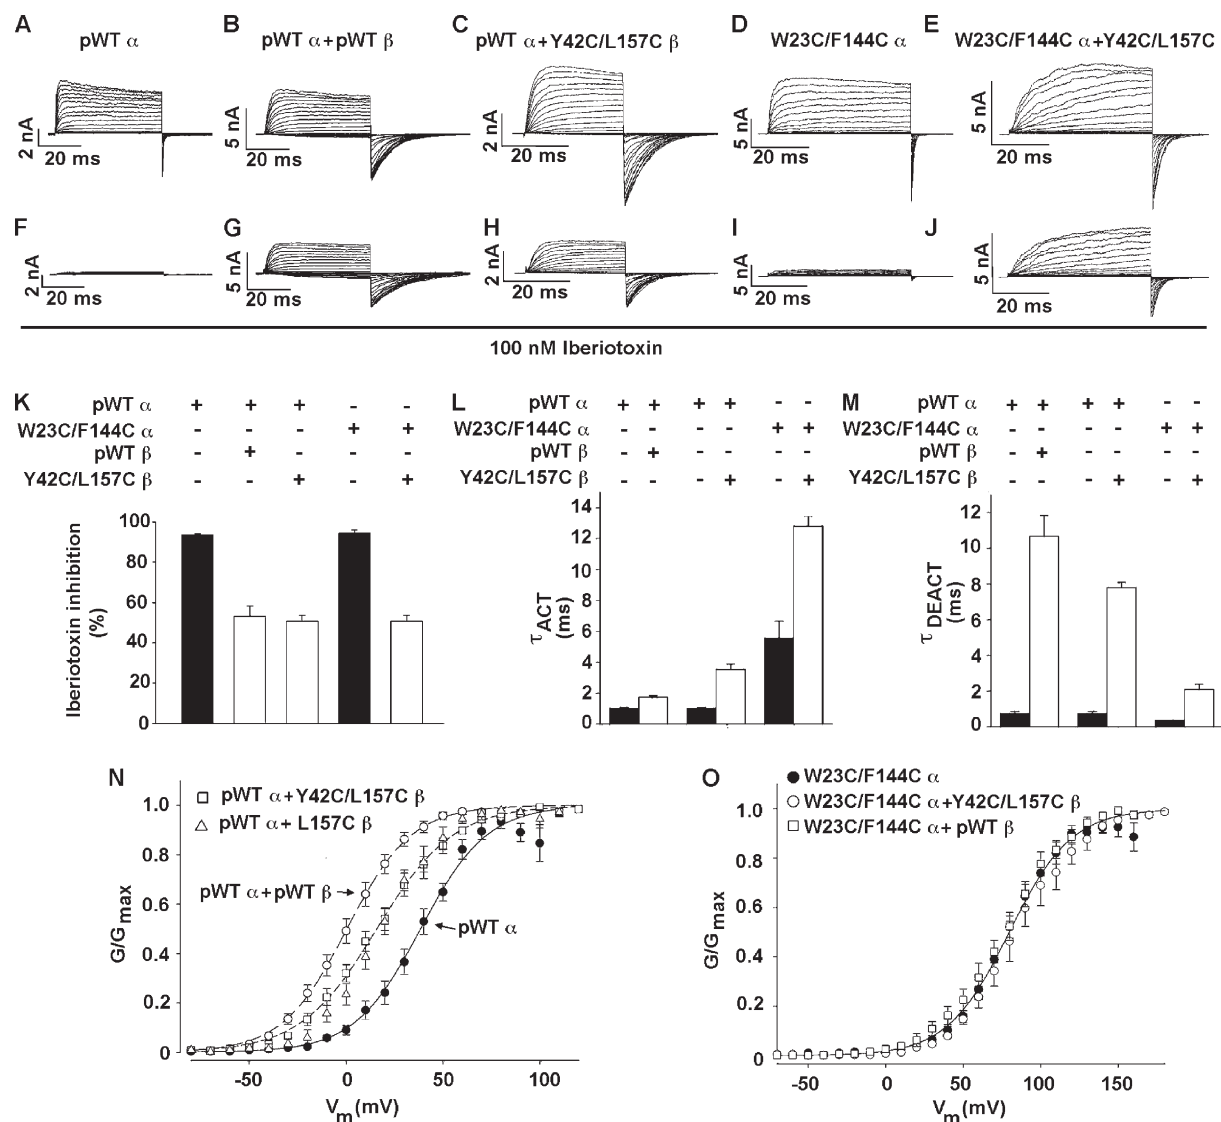 A B C D E
pWT α pWT α+pWT β pWT α+Y42C/L157C β W23C/F144C α W23C/F144C α+Y42C/L157C
2 nA 5 nA 2 nA 5 nA 5 nA
20 ms 20 ms 20 ms 20 ms 20 ms
F G H I J
2 nA 5 nA 2 nA 5 nA 5 nA
20 ms 20 ms 20 ms 20 ms 20 ms
100 nM Iberiotoxin
K
pWT α + + + - -
W23C/F144C α - - - + +
pWT β - + - - -
Y42C/L157C β - - + - +
Iberiotoxin inhibition
(%)
100
80
60
40
20
0
L
pWT α + + + + - -
W23C/F144C α - - - - + +
pWT β - + - - - -
Y42C/L157C β - - - + - +
τACT
(ms)
14
12
10
8
6
4
2
0
M
pWT α + + + + - -
W23C/F144C α - - - - + +
pWT β - + - - - -
Y42C/L157C β - - - + - +
τDEACT
(ms)
12
10
8
6
4
2
0
N
pWT α+Y42C/L157C β
pWT α+L157C β
pWT α+pWT β
pWT α
G/Gmax
1.0
0.8
0.6
0.4
0.2
0
-50 0 50 100
Vm(mV)
O
W23C/F144C α
W23C/F144C α+Y42C/L157C β
W23C/F144C α+ pWT β
G/Gmax
1.0
0.8
0.6
0.4
0.2
0
-50 0 50 100 150
Vm(mV)